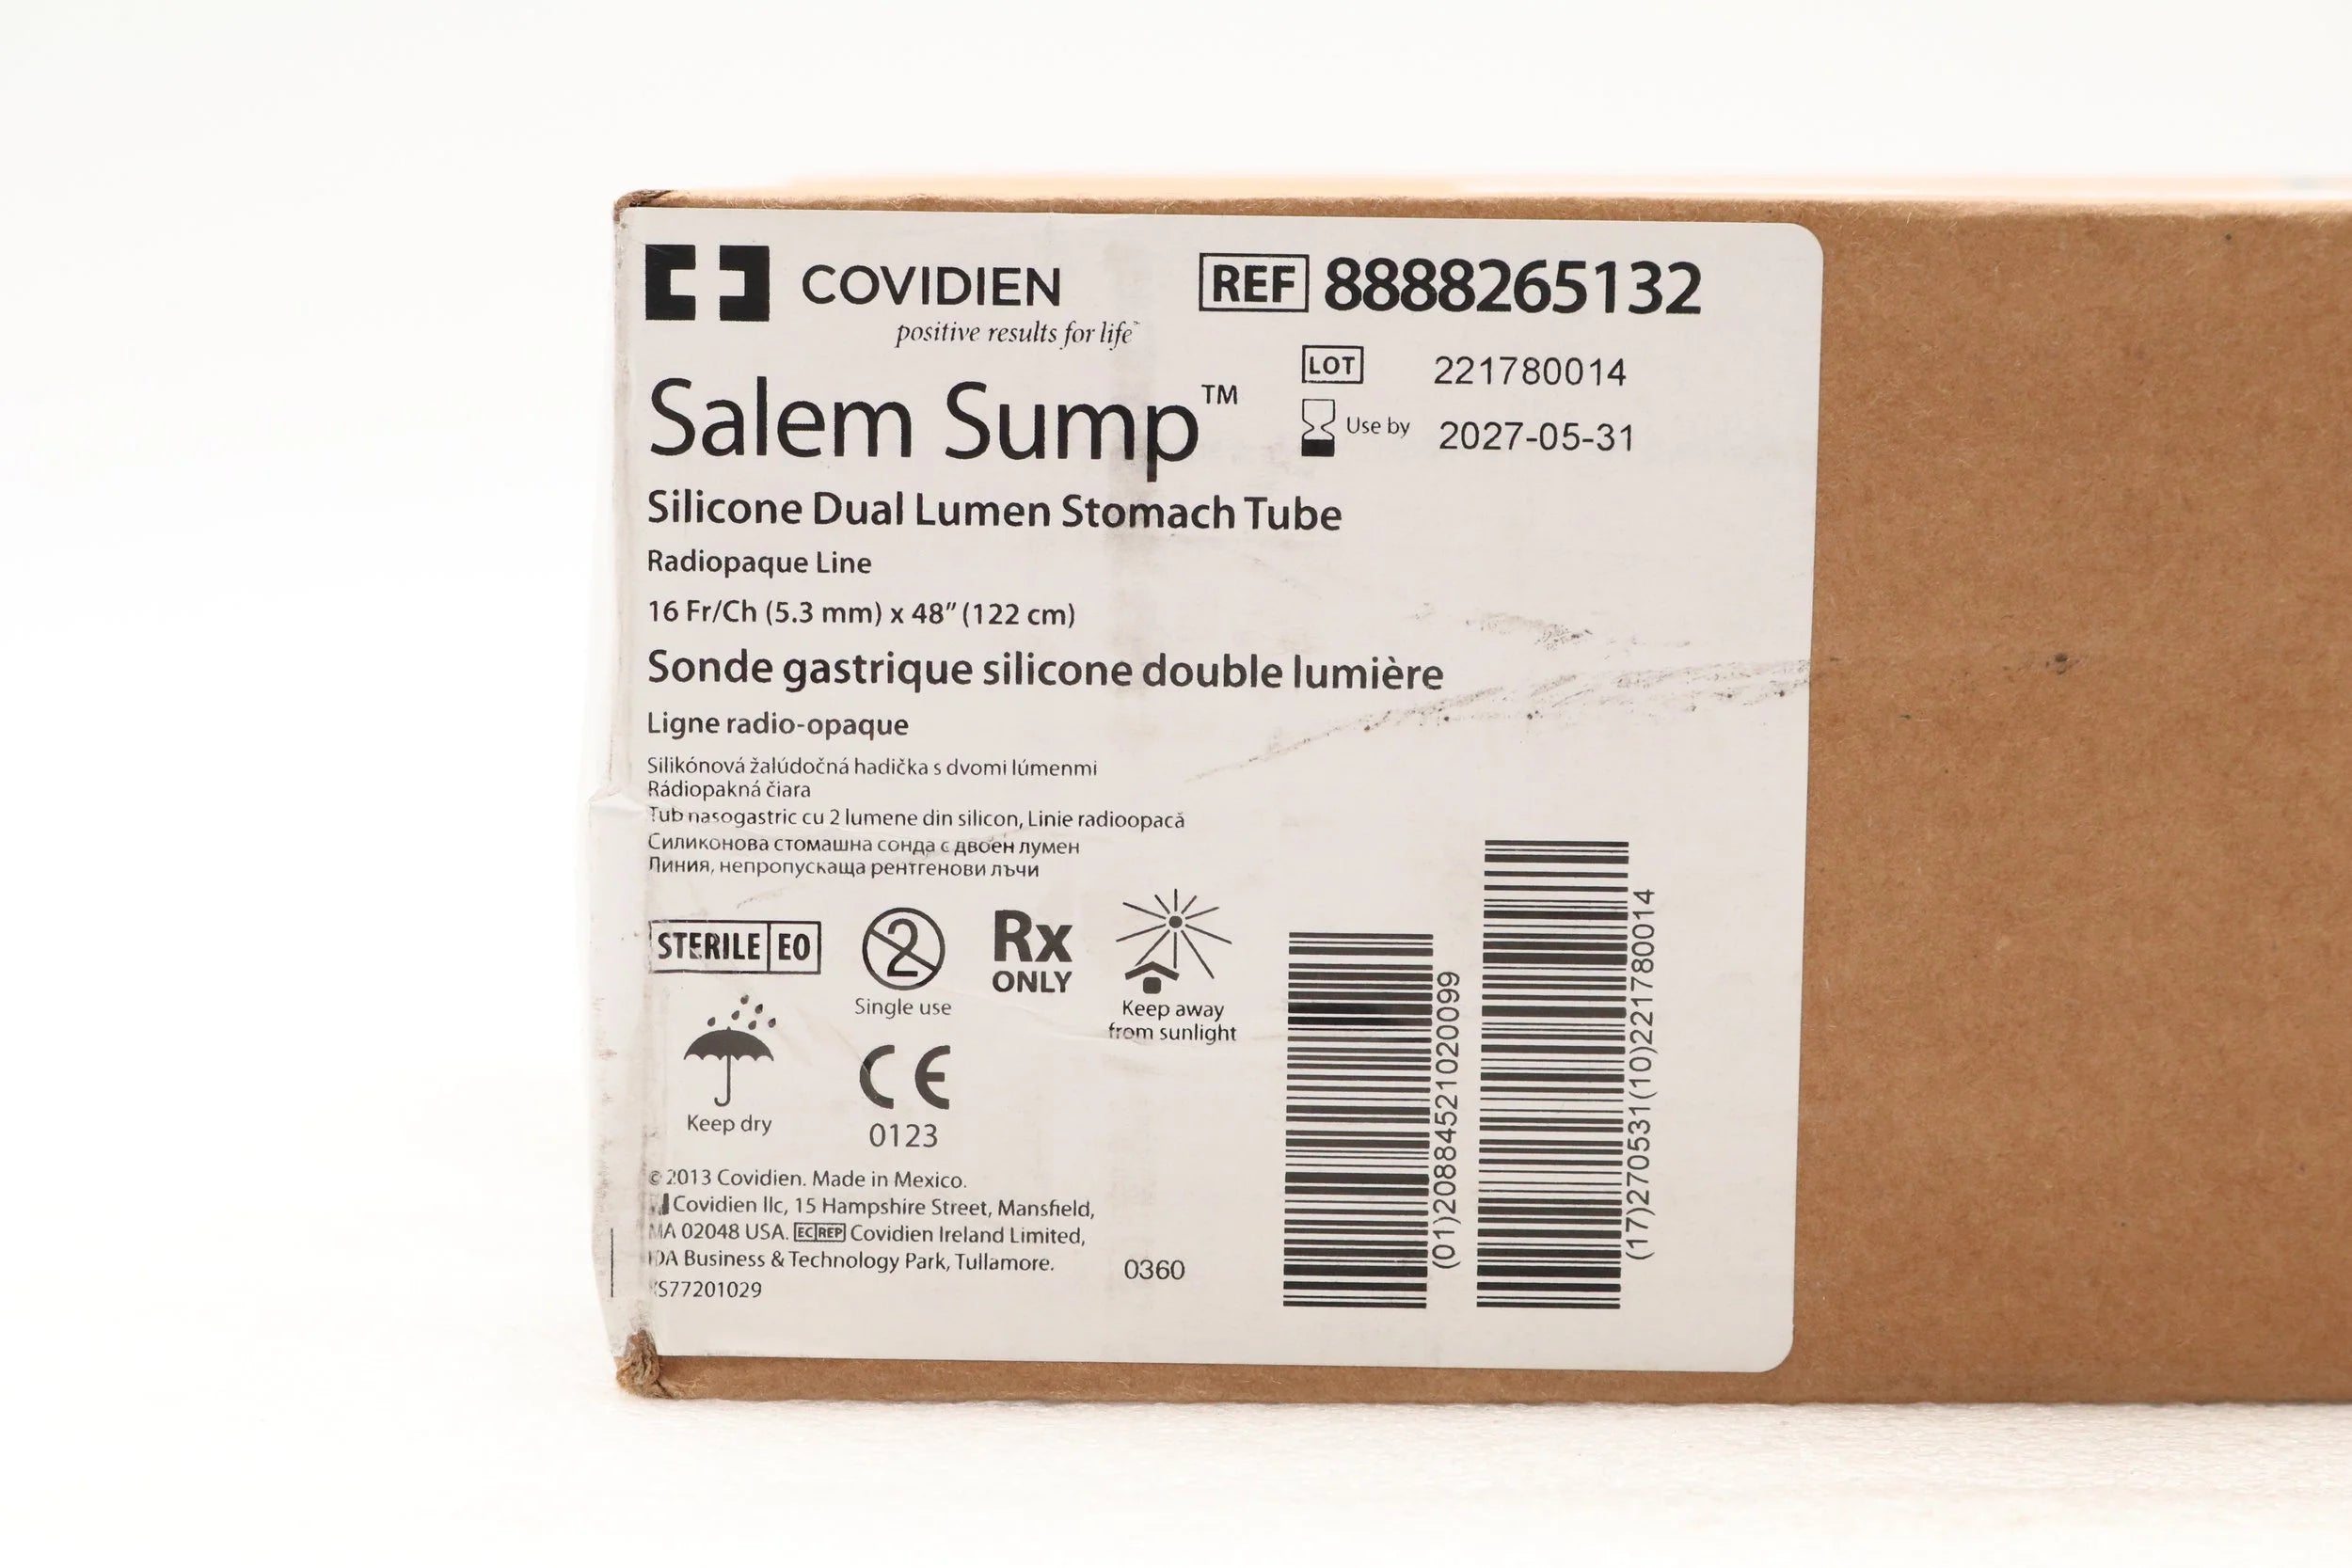 COVIDIEN
positive results for life™
REF 8888265132
LOT 221780014
Use by 2027-05-31
Salem Sump™
Silicone Dual Lumen Stomach Tube
Radiopaque Line
16 Fr/Ch (5.3 mm) x 48” (122 cm)
Sonde gastrique silicone double lumière
Ligne radio-opaque
Silikónová žalúdočná hadička s dvomi lúmenmi
Rádiopakná čiara
Tub nasogastric cu 2 lumene din silicon, Linie radioopacă
Силиконова стомашна сонда с двоен лумен
Линия, непропускаща рентгенови лъчи
STERILE EO
2
Single use
Rx
ONLY
Keep away
from sunlight
Keep dry
CE
0123
© 2013 Covidien. Made in Mexico.
Covidien llc, 15 Hampshire Street, Mansfield,
MA 02048 USA. EC REP Covidien Ireland Limited,
IDA Business & Technology Park, Tullamore.
0360
(01)20884521020099
(17)270531(10)221780014